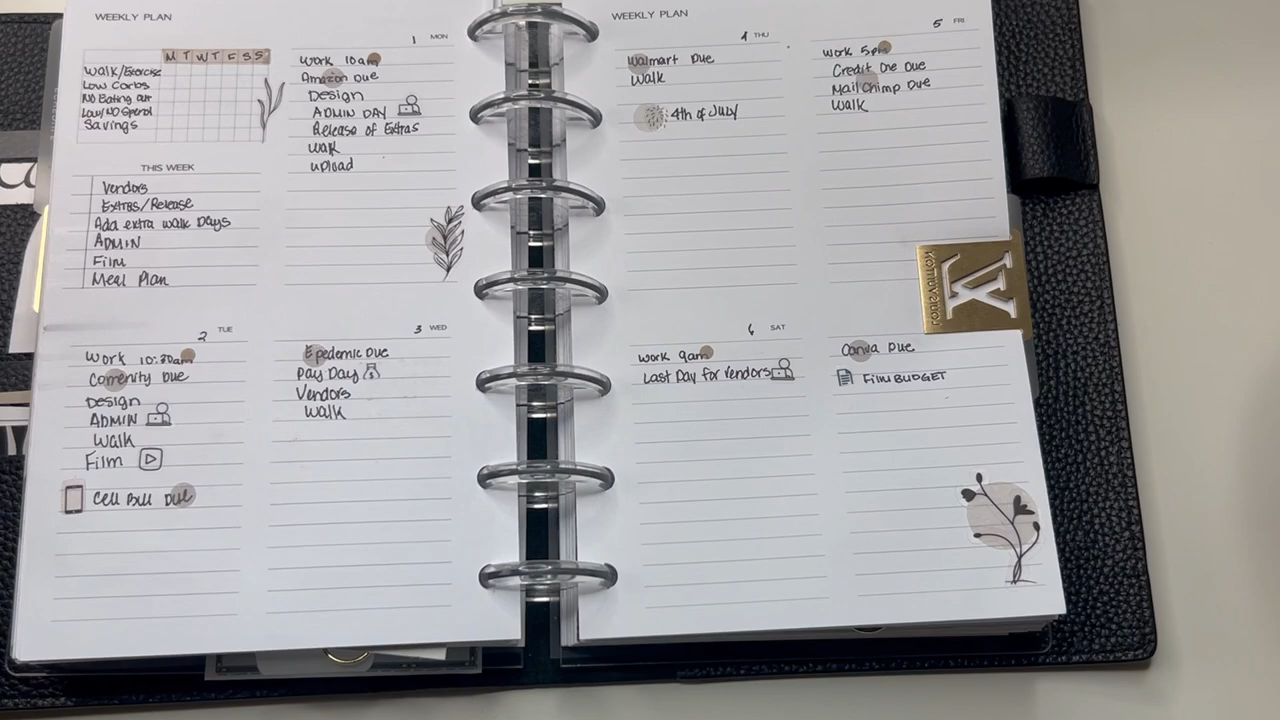 WEEKLY PLAN
M T W T F S S
Walk/Exercise
Low Carbs
No Eating out
Low/No Spend
Savings
THIS WEEK
Vendors
Extras/Release
Add extra walk Days
ADMIN
Film
Meal Plan
1 MON
Work 10am
Amazon Due
Design
ADMIN DAY
Release of Extras
Walk
upload
2 TUE
Work 10:30am
Comenity Due
Design
ADMIN
Walk
Film
Cell Bill Due
3 WED
Epedemic Due
Pay Day
Vendors
Walk
WEEKLY PLAN
4 THU
Walmart Due
Walk
4th of July
5 FRI
Work 5pm
Credit One Due
MailChimp Due
Walk
6 SAT
Work 9am
Last Day for Vendors
Canva Due
Film BUDGET
LOUIS VUITTON
LV